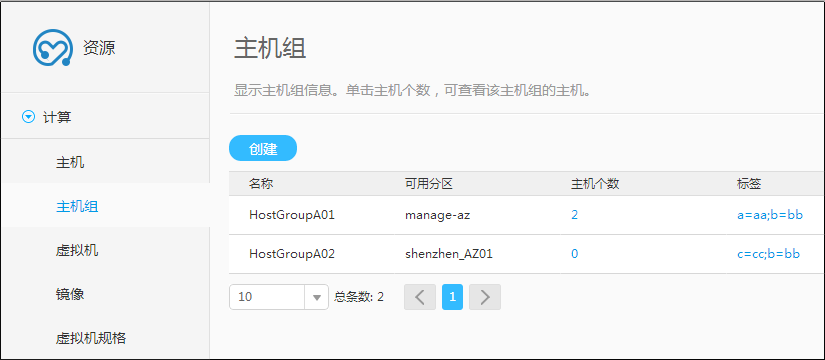 资源
计算
主机
主机组
虚拟机
镜像
虚拟机规格
主机组
显示主机组信息。单击主机个数，可查看该主机组的主机。
创建
名称 可用分区 主机个数 标签
HostGroupA01 manage-az 2 a=aa;b=bb
HostGroupA02 shenzhen_AZ01 0 c=cc;b=bb
10 总条数: 2 1